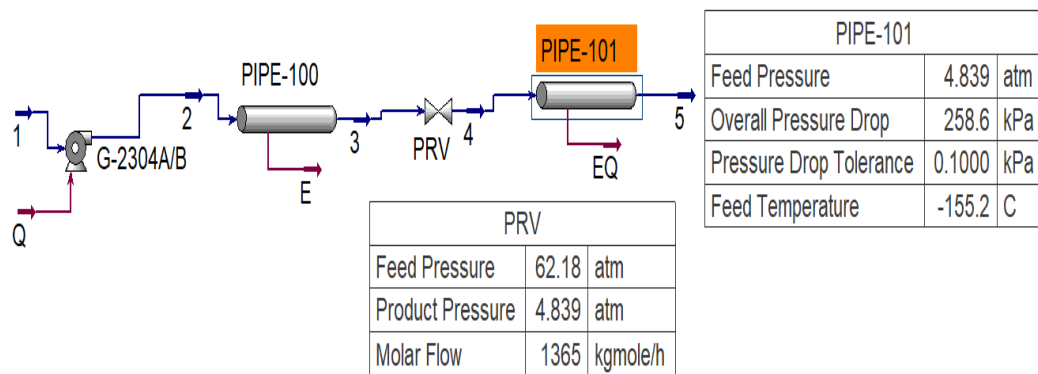 PIPE-101
PIPE-101
Feed Pressure 4.839 atm
Overall Pressure Drop 258.6 kPa
Pressure Drop Tolerance 0.1000 kPa
Feed Temperature -155.2 C
PIPE-100
1
2
3
4
5
G-2304A/B
PRV
E
EQ
Q
PRV
Feed Pressure 62.18 atm
Product Pressure 4.839 atm
Molar Flow 1365 kgmole/h